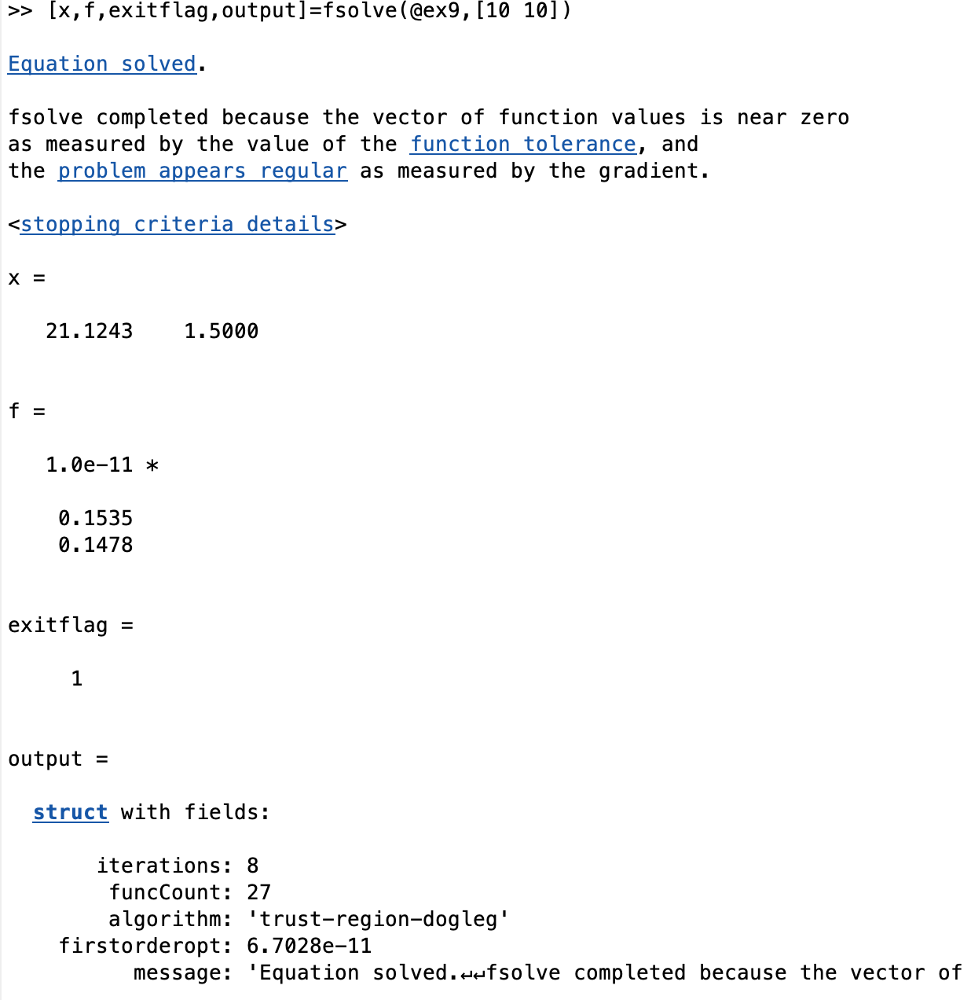 >> [x,f,exitflag,output]=fsolve(@ex9,[10 10])
Equation solved.
fsolve completed because the vector of function values is near zero
as measured by the value of the function tolerance, and
the problem appears regular as measured by the gradient.
<stopping criteria details>
x =
21.1243    1.5000
f =
1.0e-11 *
0.1535
0.1478
exitflag =
1
output =
struct with fields:
iterations: 8
funcCount: 27
algorithm: 'trust-region-dogleg'
firstorderopt: 6.7028e-11
message: 'Equation solved.↵↵fsolve completed because the vector of